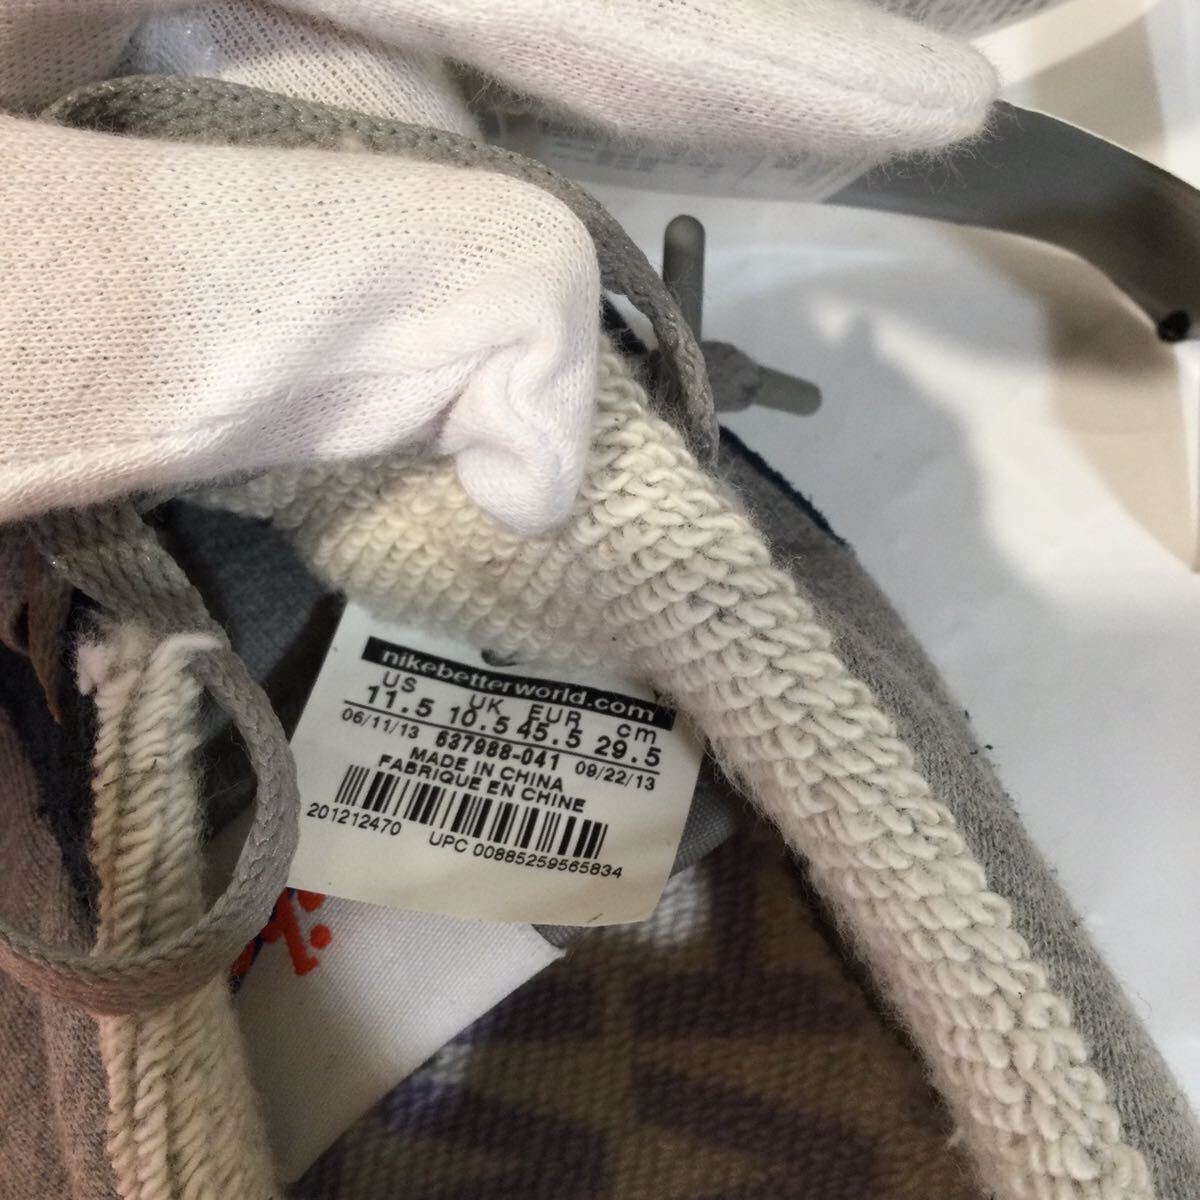 nikebetterworld.com
US UK EUR cm
11.5 10.5 45.5 29.5
06/11/13 637988-041 09/22/13
MADE IN CHINA
FABRIQUE EN CHINE
201212470 UPC 00885259565834